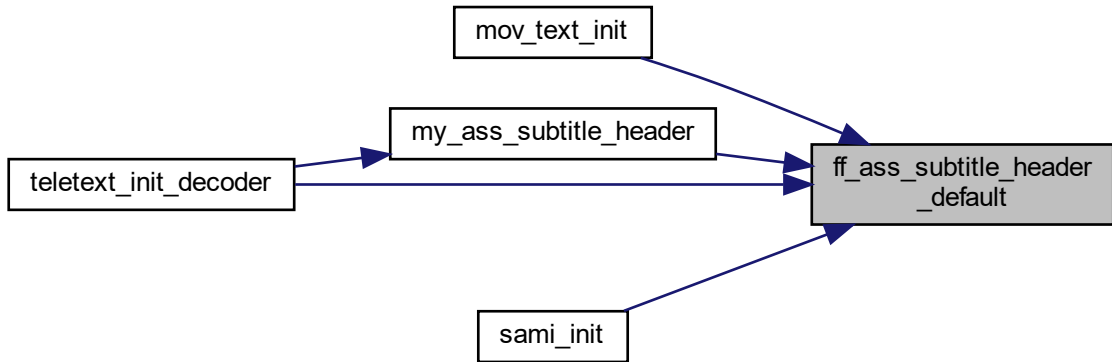 mov_text_init
my_ass_subtitle_header
teletext_init_decoder
ff_ass_subtitle_header
_default
sami_init